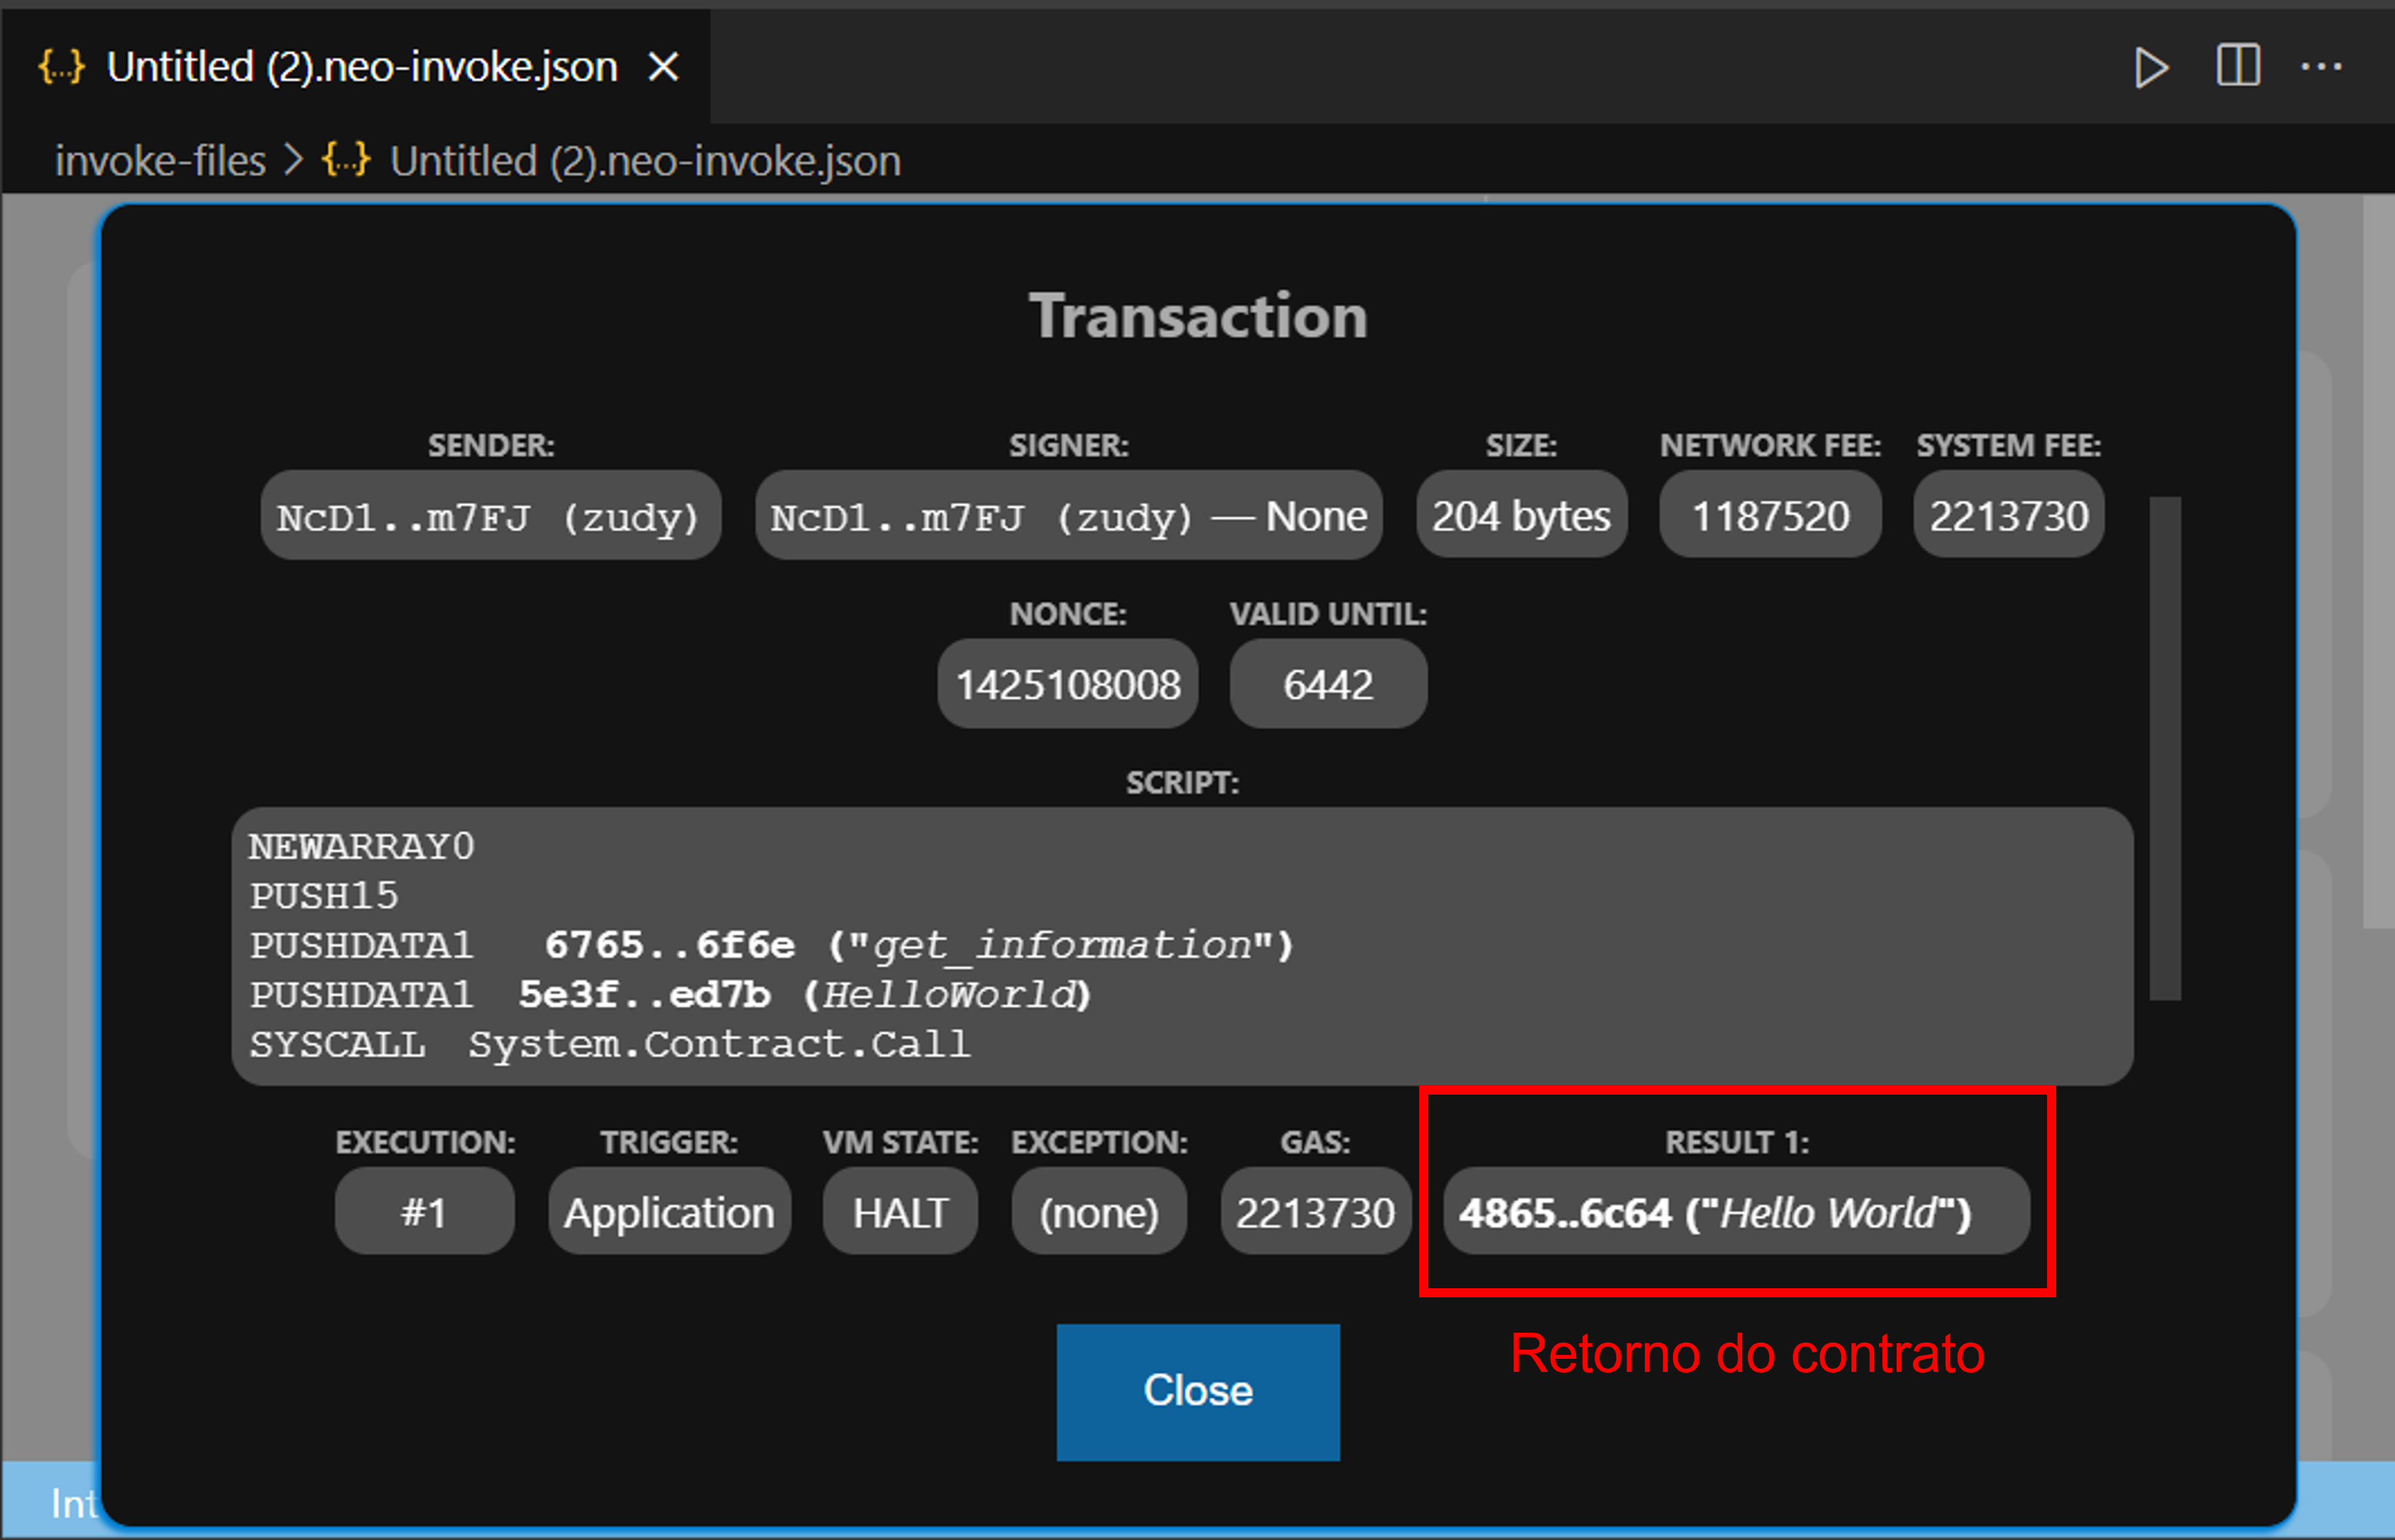 {...} Untitled (2).neo-invoke.json
invoke-files > {...} Untitled (2).neo-invoke.json
Transaction
SENDER: SIGNER: SIZE: NETWORK FEE: SYSTEM FEE:
NcD1..m7FJ (zudy) NcD1..m7FJ (zudy) — None 204 bytes 1187520 2213730
NONCE: VALID UNTIL:
1425108008 6442
SCRIPT:
NEWARRAY0
PUSH15
PUSHDATA1 6765..6f6e ("get_information")
PUSHDATA1 5e3f..ed7b (HelloWorld)
SYSCALL System.Contract.Call
EXECUTION: TRIGGER: VM STATE: EXCEPTION: GAS: RESULT 1:
#1 Application HALT (none) 2213730 4865..6c64 ("Hello World")
Retorno do contrato
Close
Int